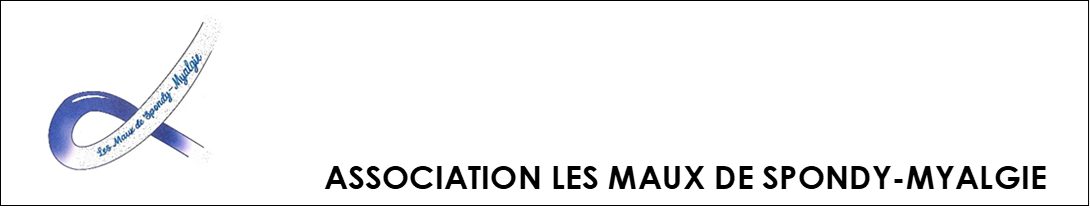 Les Maux de Spondy-Myalgie
ASSOCIATION LES MAUX DE SPONDY-MYALGIE